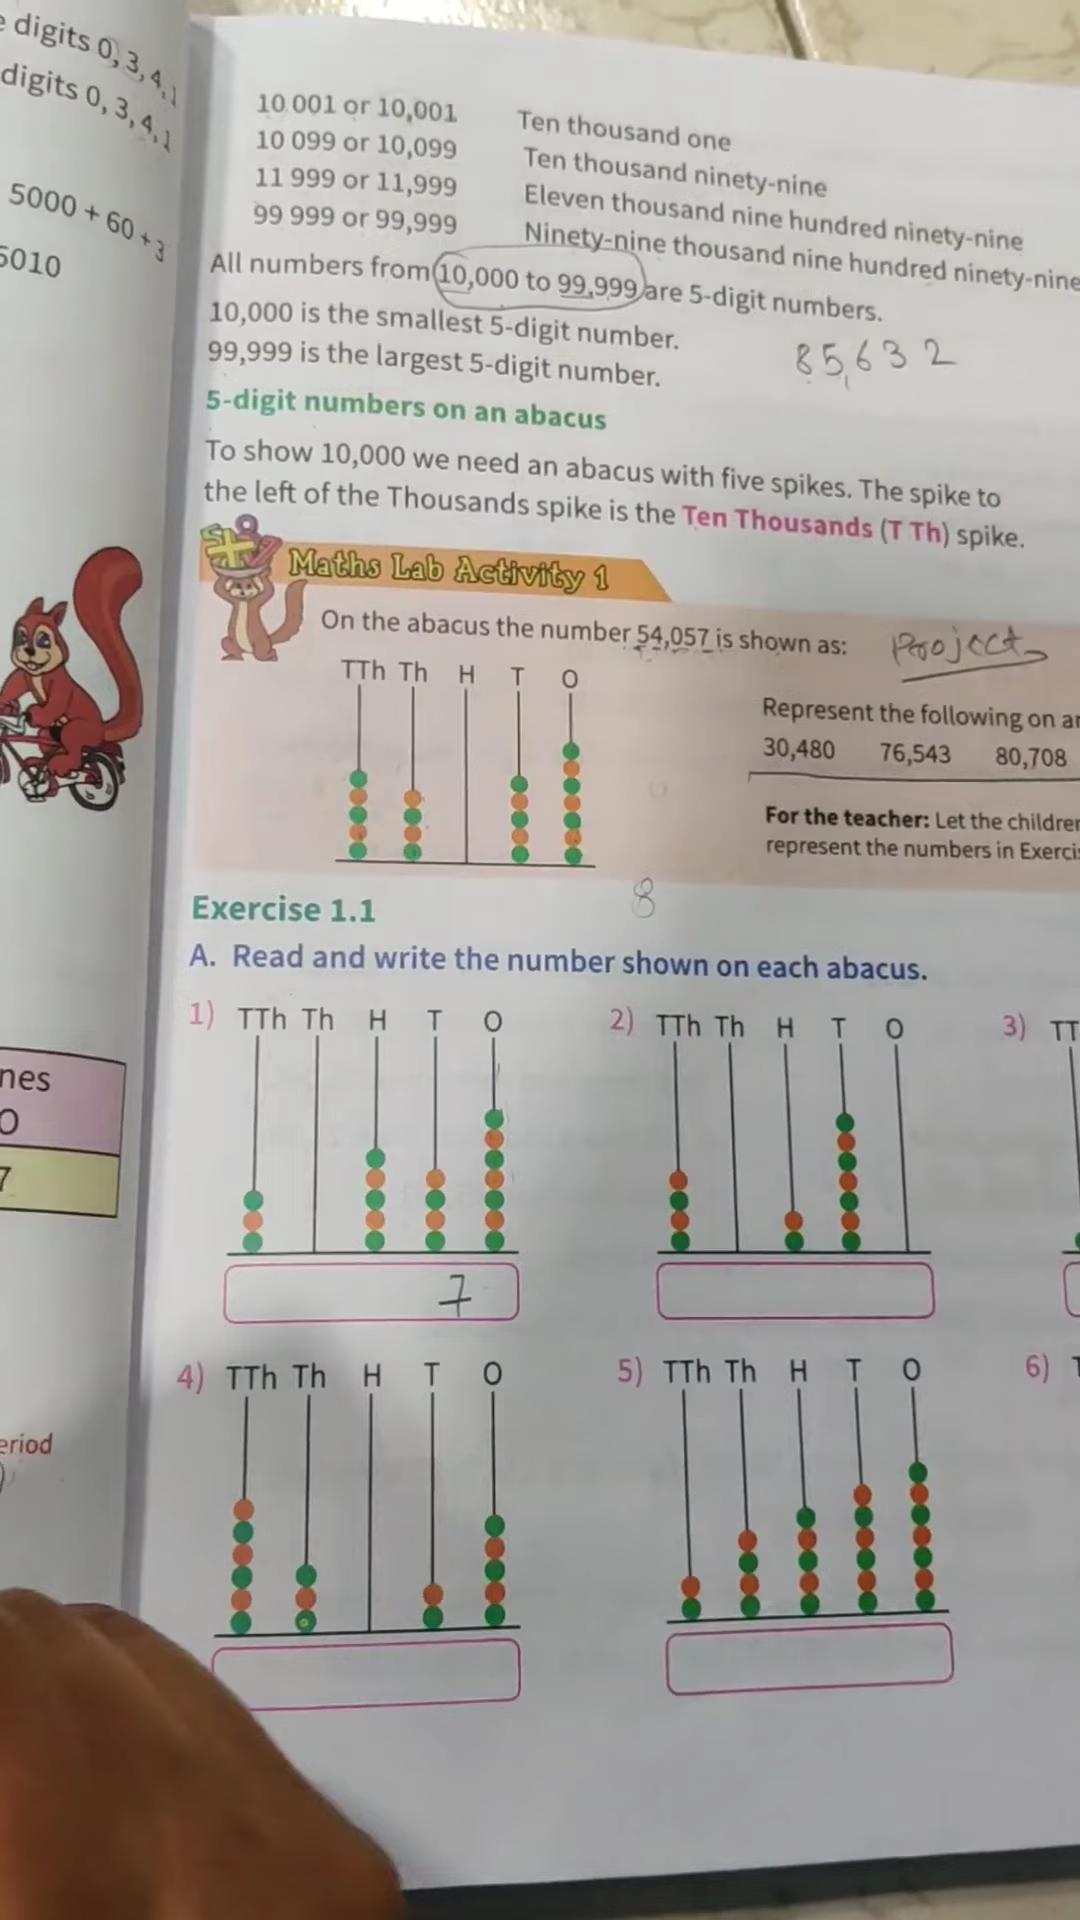 e digits 0, 3, 4, 1
digits 0, 3, 4, 1
5000 + 60 + 3
5010
nes
O
7
eriod
10 001 or 10,001 Ten thousand one
10 099 or 10,099 Ten thousand ninety-nine
11 999 or 11,999 Eleven thousand nine hundred ninety-nine
99 999 or 99,999 Ninety-nine thousand nine hundred ninety-nine
All numbers from 10,000 to 99,999 are 5-digit numbers.
10,000 is the smallest 5-digit number.
99,999 is the largest 5-digit number.
85,632
5-digit numbers on an abacus
To show 10,000 we need an abacus with five spikes. The spike to
the left of the Thousands spike is the Ten Thousands (T Th) spike.
Maths Lab Activity 1
On the abacus the number 54,057 is shown as:
Project
TTh Th H T O
Represent the following on a
30,480 76,543 80,708
For the teacher: Let the childre
represent the numbers in Exerci
8
Exercise 1.1
A. Read and write the number shown on each abacus.
1) TTh Th H T O
2) TTh Th H T O
3) TT
7
4) TTh Th H T O
5) TTh Th H T O
6)